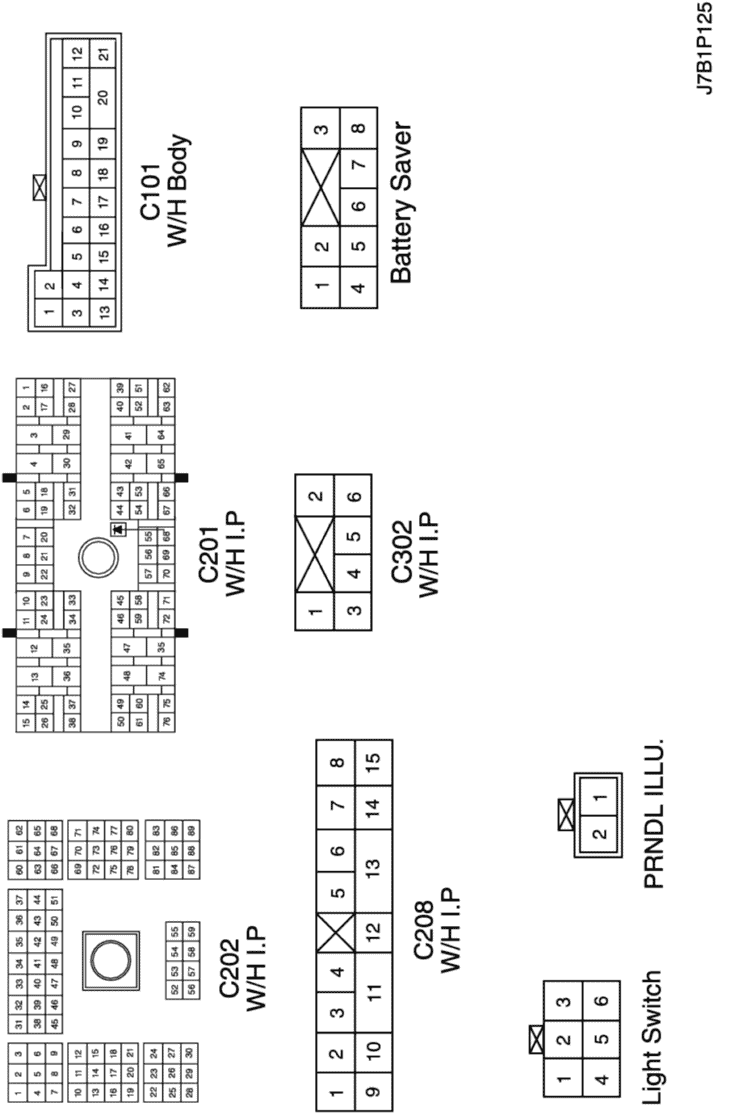 1 2 3 31 32 33 34 35 36 37 60 61 62
4 5 6 38 39 40 41 42 43 44 63 64 65
7 8 9 45 46 47 48 49 50 51 66 67 68
10 11 12 69 70 71
13 14 15 72 73 74
16 17 18 75 76 77
19 20 21 78 79 80
22 23 24 52 53 54 55 81 82 83
25 26 27 56 57 58 59 84 85 86
28 29 30 87 88 89
C202
W/H I.P
15 14 13 12 11 10 9 8 7 6 5 4 3 2 1
26 25 24 23 22 21 20 19 18 17 16
38 37 36 35 34 33 32 31 30 29 28 27
50 49 48 47 46 45 44 43 42 41 40 39
61 60 59 58 57 56 55 54 53 52 51
76 75 74 35 72 71 70 69 68 67 66 65 64 63 62
C201
W/H I.P
1 2
3 4 5 6 7 8 9 10 11 12
13 14 15 16 17 18 19 20 21
C101
W/H Body
1 2 3 4 5 6 7 8
9 10 11 12 13 14 15
C208
W/H I.P
1 2
3 4 5 6
C302
W/H I.P
1 2 3
4 5 6 7 8
Battery Saver
1 2 3
4 5 6
Light Switch
2 1
PRNDL ILLU.
J7B1P125